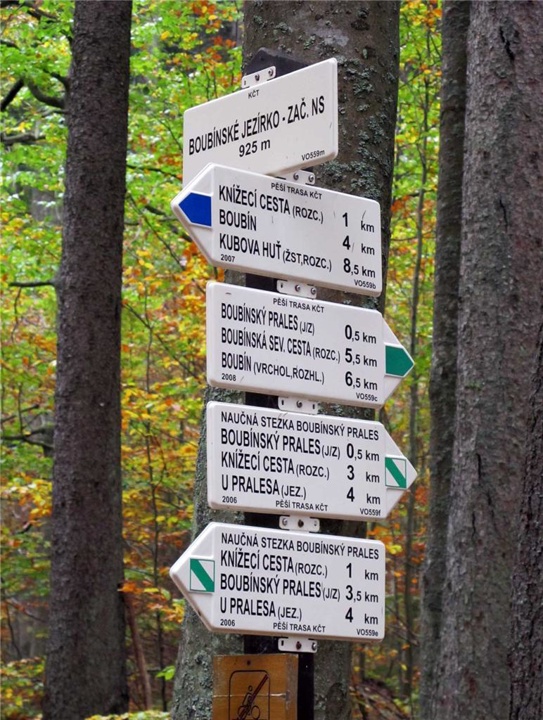 KČT
BOUBÍNSKÉ JEZÍRKO - ZAČ. NS
925 m
VO559m
PĚŠÍ TRASA KČT
KNÍŽECÍ CESTA (ROZC.) 1 km
BOUBÍN 4 km
KUBOVA HUŤ (ŽST,ROZC.) 8,5 km
2007 VO559b
BOUBÍNSKÝ PRALES (J/Z) 0,5 km
BOUBÍNSKÁ SEV. CESTA (ROZC.) 5,5 km
BOUBÍN (VRCHOL,ROZHL.) 6,5 km
2008 VO559c
NAUČNÁ STEZKA BOUBÍNSKÝ PRALES
BOUBÍNSKÝ PRALES (J/Z) 0,5 km
KNÍŽECÍ CESTA (ROZC.) 3 km
U PRALESA (JEZ.) 4 km
2006 PĚŠÍ TRASA KČT VO559f
NAUČNÁ STEZKA BOUBÍNSKÝ PRALES
KNÍŽECÍ CESTA (ROZC.) 1 km
BOUBÍNSKÝ PRALES (J/Z) 3,5 km
U PRALESA (JEZ.) 4 km
2006 PĚŠÍ TRASA KČT VO559e